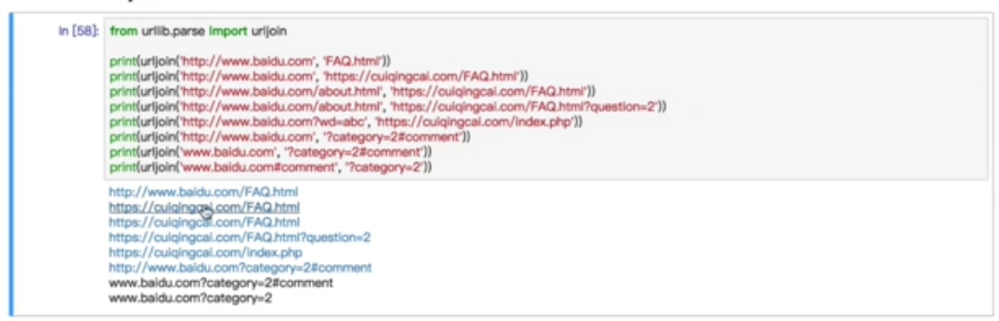 In [58]: from urllib.parse import urljoin
print(urljoin('http://www.baidu.com', 'FAQ.html'))
print(urljoin('http://www.baidu.com', 'https://cuiqingcai.com/FAQ.html'))
print(urljoin('http://www.baidu.com/about.html', 'https://cuiqingcai.com/FAQ.html'))
print(urljoin('http://www.baidu.com/about.html', 'https://cuiqingcai.com/FAQ.html?question=2'))
print(urljoin('http://www.baidu.com?wd=abc', 'https://cuiqingcai.com/index.php'))
print(urljoin('http://www.baidu.com', '?category=2#comment'))
print(urljoin('www.baidu.com', '?category=2#comment'))
print(urljoin('www.baidu.com#comment', '?category=2'))
http://www.baidu.com/FAQ.html
https://cuiqingcai.com/FAQ.html
https://cuiqingcai.com/FAQ.html
https://cuiqingcai.com/FAQ.html?question=2
https://cuiqingcai.com/index.php
http://www.baidu.com?category=2#comment
www.baidu.com?category=2#comment
www.baidu.com?category=2